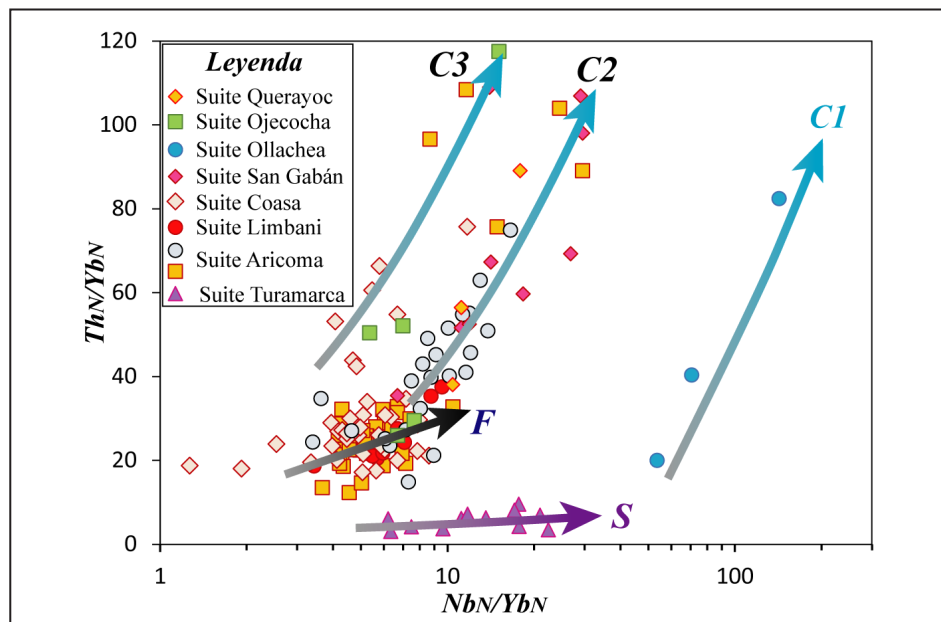 120
100
80
60
40
20
0
ThN/YbN
Leyenda
Suite Querayoc
Suite Ojecocha
Suite Ollachea
Suite San Gabán
Suite Coasa
Suite Limbani
Suite Aricoma
Suite Turamarca
C3
C2
C1
F
S
1
10
100
NbN/YbN